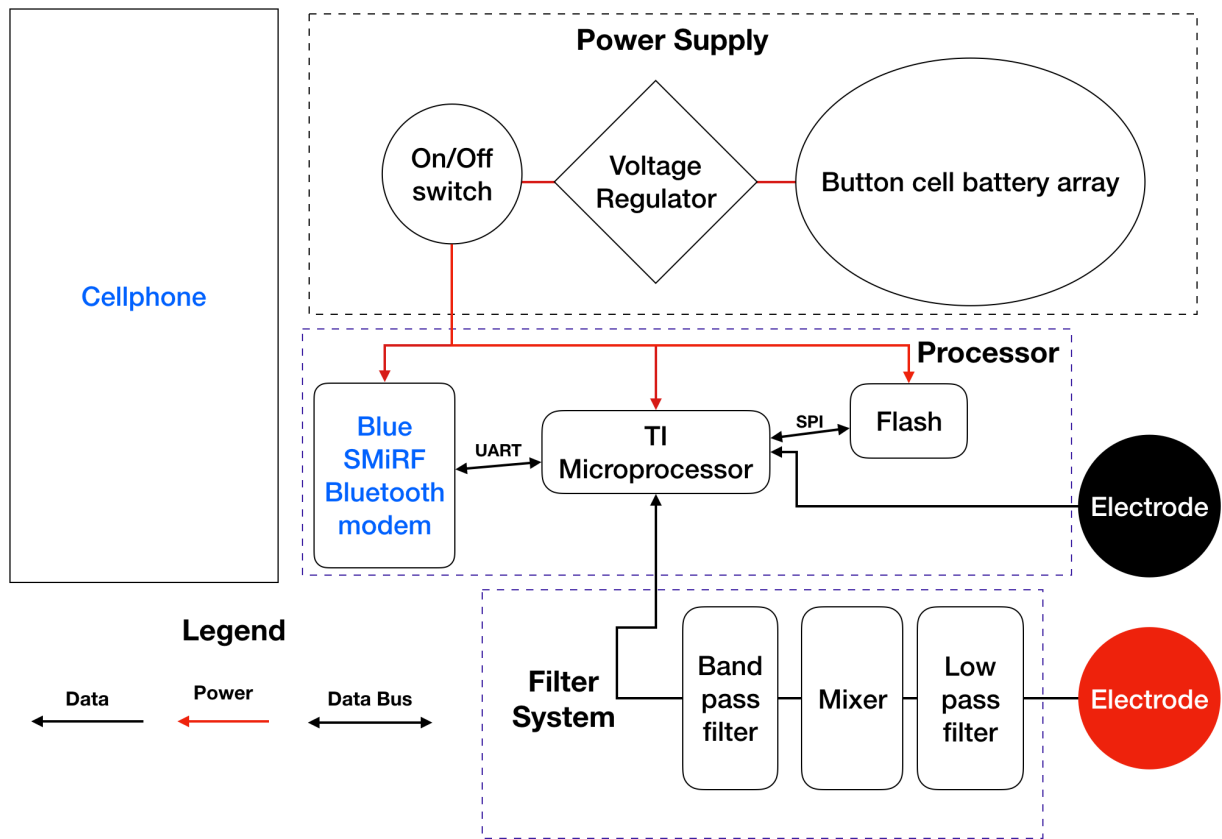 Power Supply
On/Off
switch
Voltage
Regulator
Button cell battery array
Cellphone
Processor
Blue
SMiRF
Bluetooth
modem
UART
TI
Microprocessor
SPI
Flash
Electrode
Legend
Data
Power
Data Bus
Filter
System
Band
pass
filter
Mixer
Low
pass
filter
Electrode